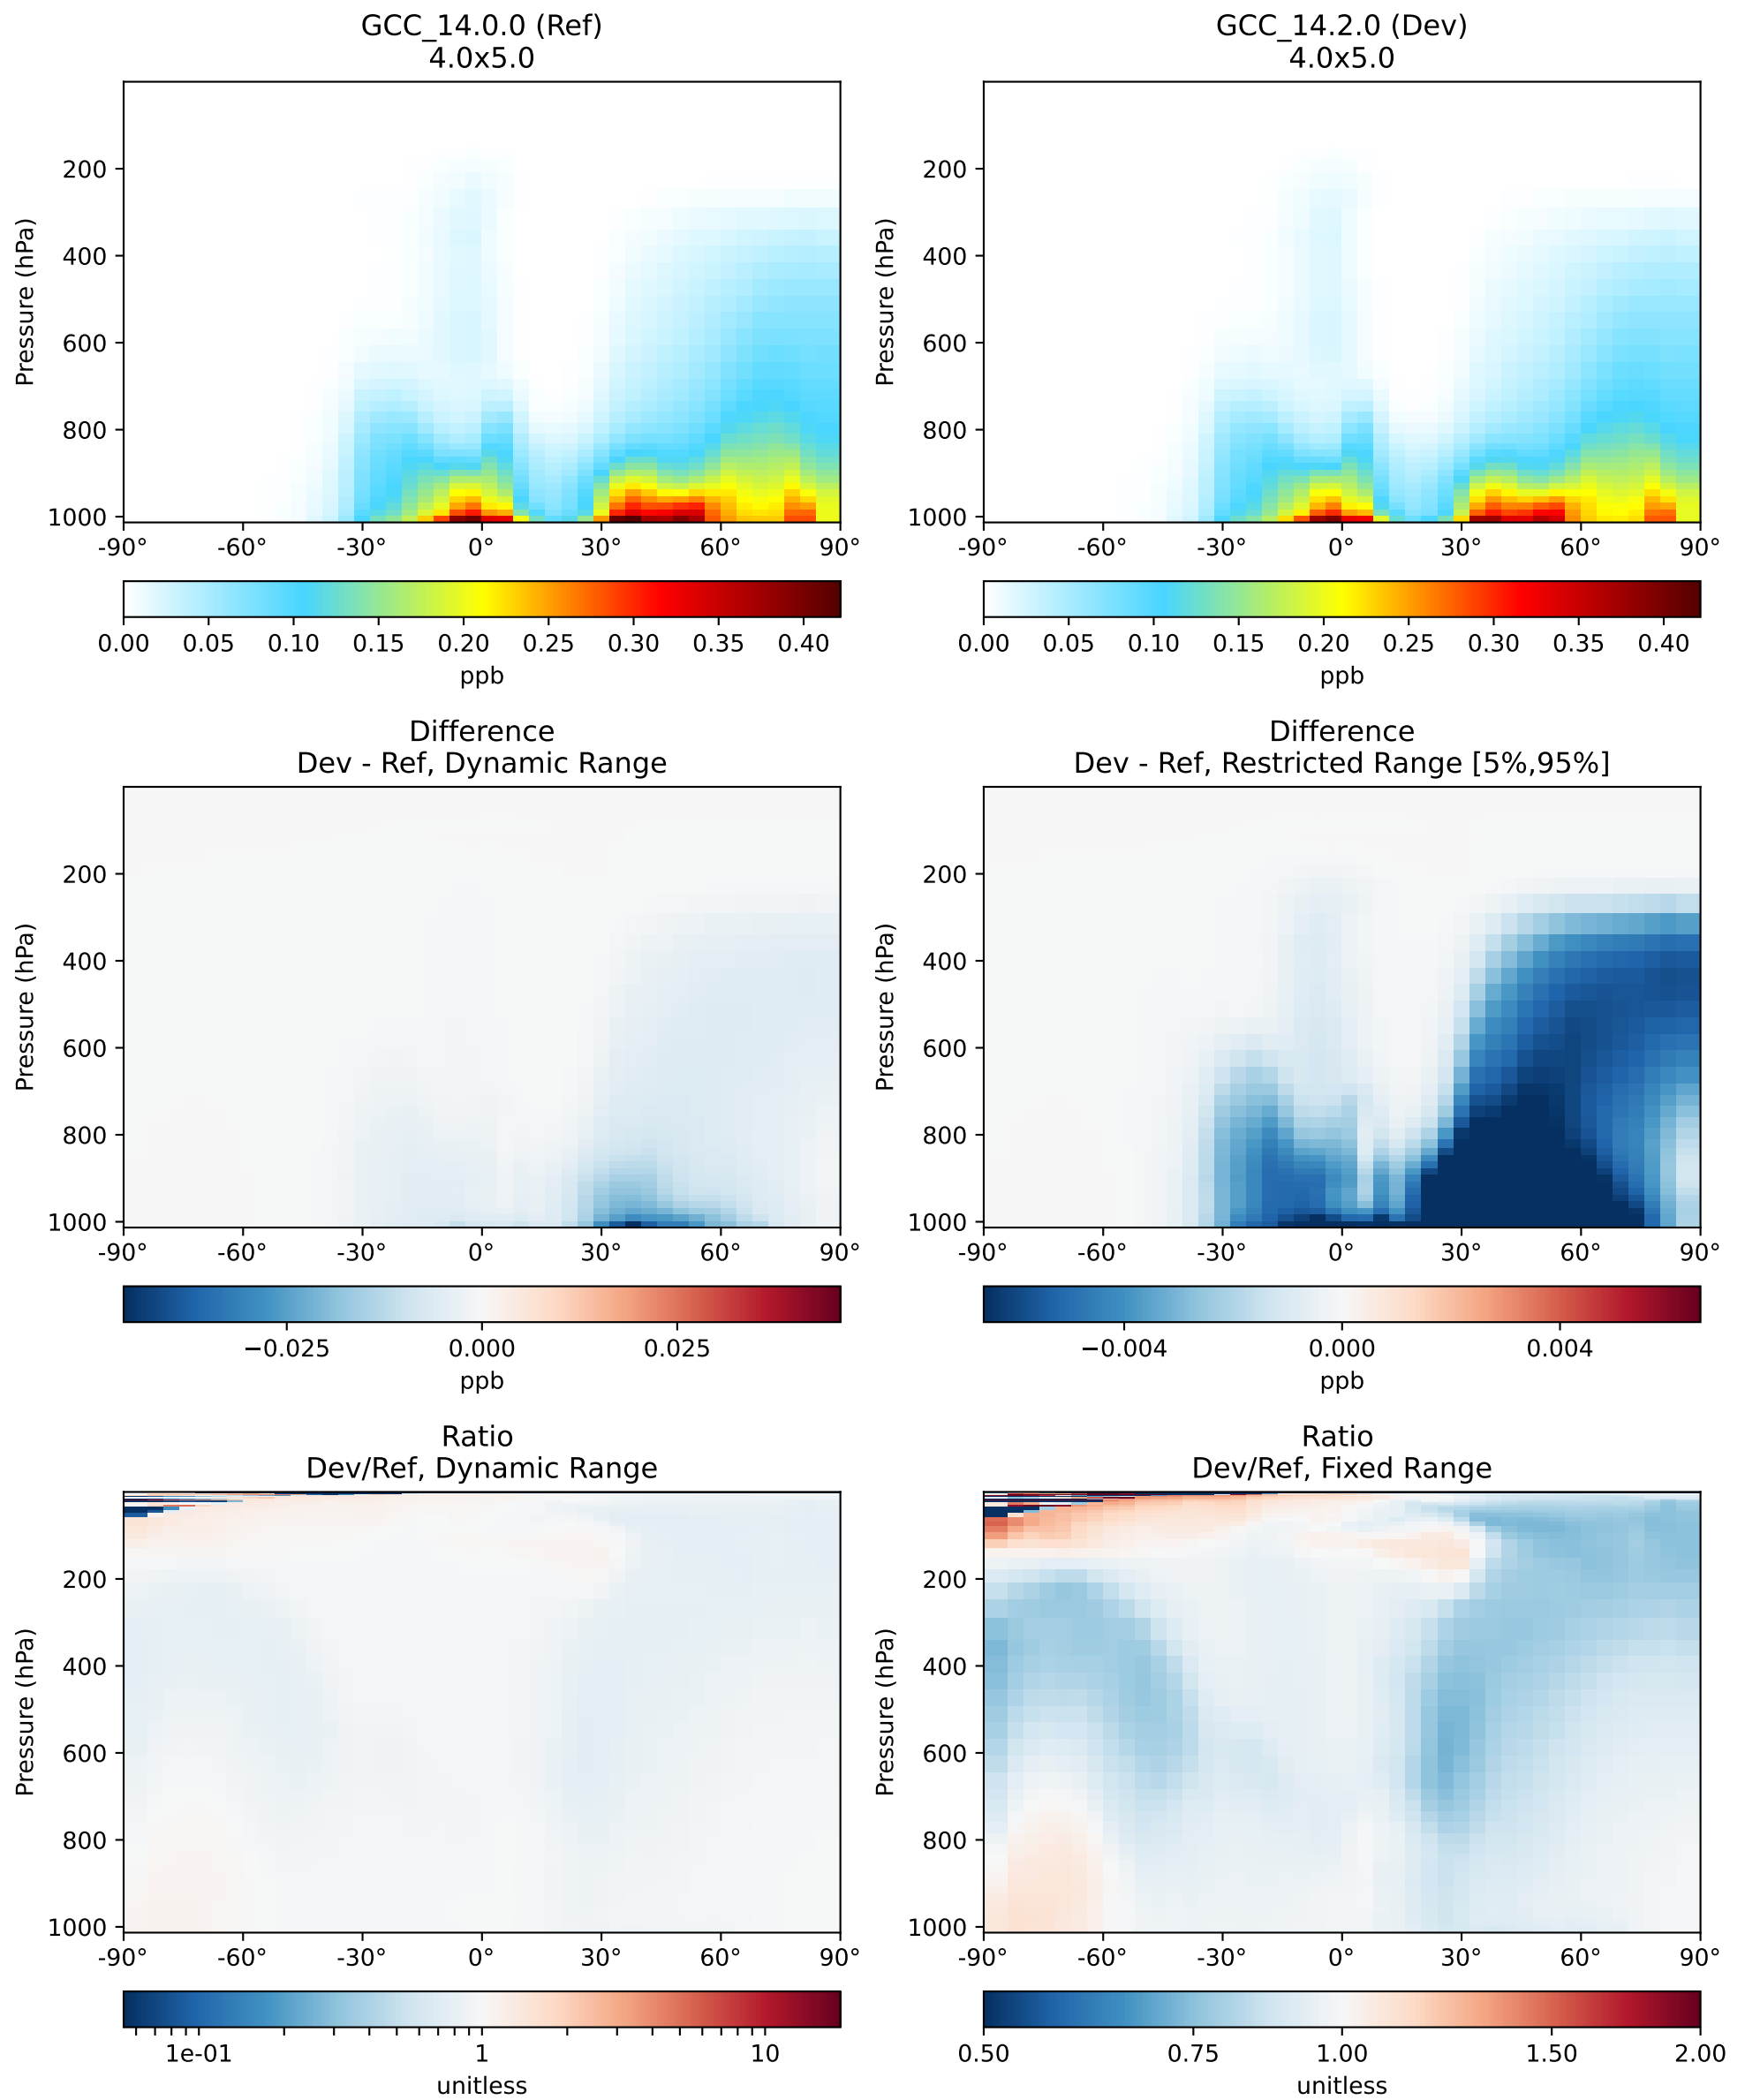 GCC_14.0.0 (Ref)
4.0x5.0
Pressure (hPa)
200
400
600
800
1000
-90° -60° -30° 0° 30° 60° 90°
0.00 0.05 0.10 0.15 0.20 0.25 0.30 0.35 0.40
ppb
GCC_14.2.0 (Dev)
4.0x5.0
Pressure (hPa)
200
400
600
800
1000
-90° -60° -30° 0° 30° 60° 90°
0.00 0.05 0.10 0.15 0.20 0.25 0.30 0.35 0.40
ppb
Difference
Dev - Ref, Dynamic Range
Pressure (hPa)
200
400
600
800
1000
-90° -60° -30° 0° 30° 60° 90°
−0.025 0.000 0.025
ppb
Difference
Dev - Ref, Restricted Range [5%,95%]
Pressure (hPa)
200
400
600
800
1000
-90° -60° -30° 0° 30° 60° 90°
−0.004 0.000 0.004
ppb
Ratio
Dev/Ref, Dynamic Range
Pressure (hPa)
200
400
600
800
1000
-90° -60° -30° 0° 30° 60° 90°
1e-01 1 10
unitless
Ratio
Dev/Ref, Fixed Range
Pressure (hPa)
200
400
600
800
1000
-90° -60° -30° 0° 30° 60° 90°
0.50 0.75 1.00 1.50 2.00
unitless